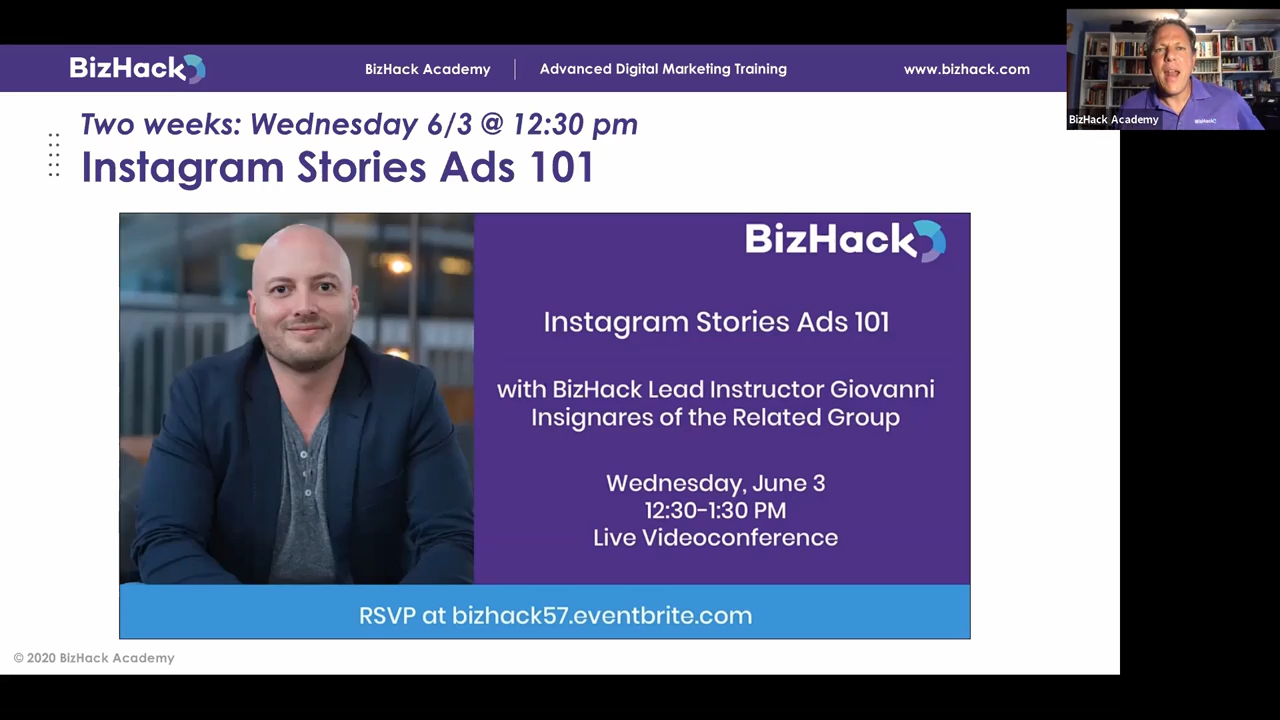 BizHack
BizHack Academy
Advanced Digital Marketing Training
www.bizhack.com
BizHack Academy
Two weeks: Wednesday 6/3 @ 12:30 pm
Instagram Stories Ads 101
BizHack
Instagram Stories Ads 101
with BizHack Lead Instructor Giovanni
Insignares of the Related Group
Wednesday, June 3
12:30-1:30 PM
Live Videoconference
RSVP at bizhack57.eventbrite.com
© 2020 BizHack Academy